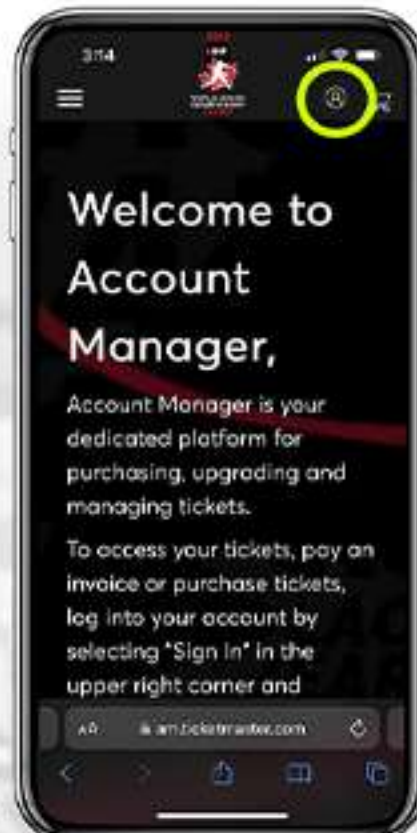 3:14
Welcome to
Account
Manager,
Account Manager is your
dedicated platform for
purchasing, upgrading and
managing tickets.
To access your tickets, pay an
invoice or purchase tickets,
log into your account by
selecting "Sign In" in the
upper right corner and
AA am.ticketmaster.com